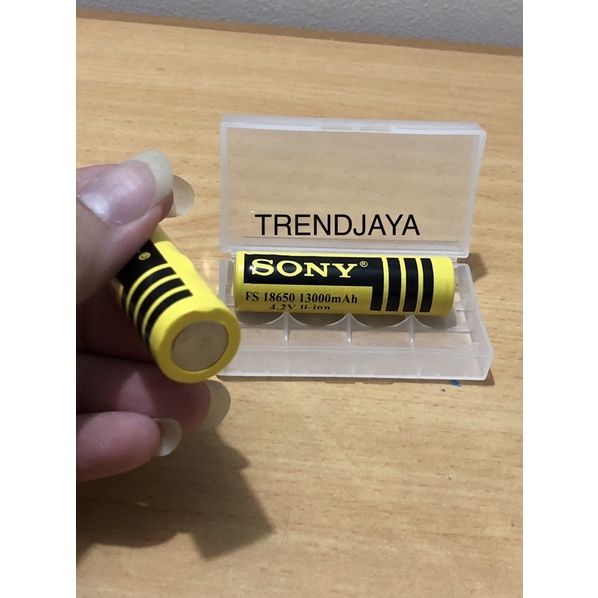 TRENDJAYA
SONY®
FS 18650 13000mAh
4.2V li-ion
®